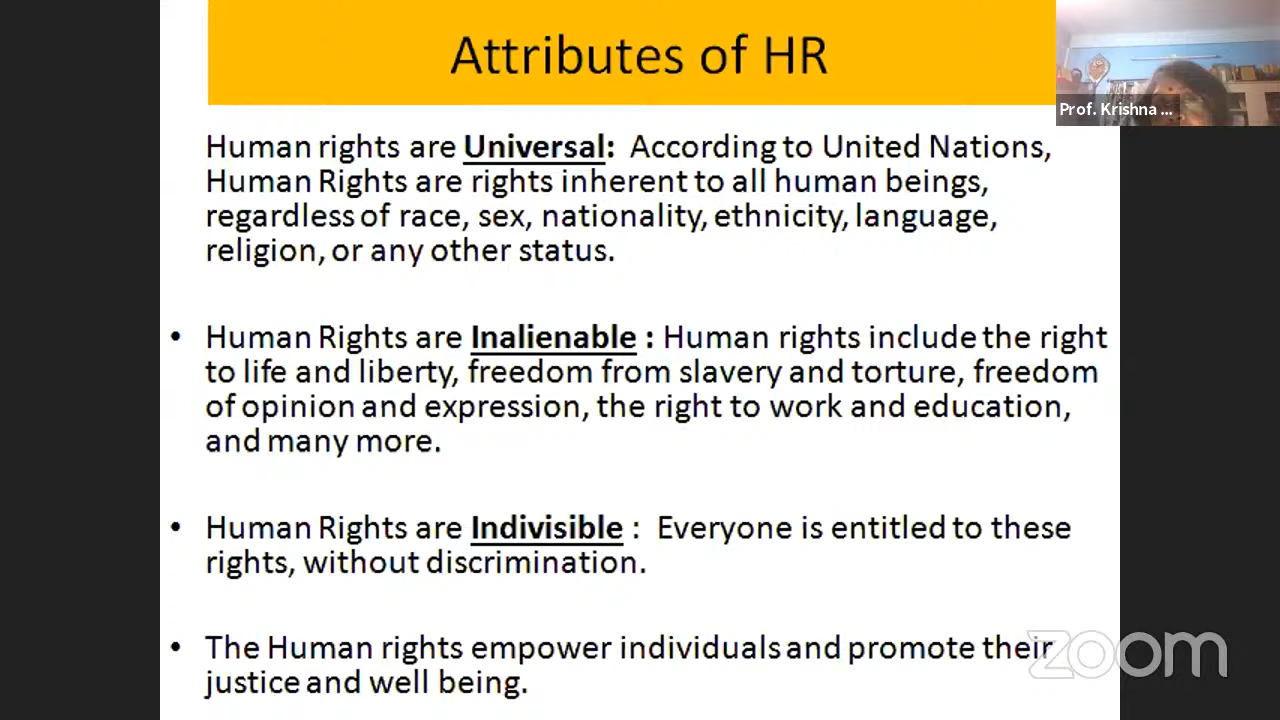 Attributes of HR
Prof. Krishna ...
Human rights are Universal: According to United Nations,
Human Rights are rights inherent to all human beings,
regardless of race, sex, nationality, ethnicity, language,
religion, or any other status.
• Human Rights are Inalienable : Human rights include the right
to life and liberty, freedom from slavery and torture, freedom
of opinion and expression, the right to work and education,
and many more.
• Human Rights are Indivisible : Everyone is entitled to these
rights, without discrimination.
• The Human rights empower individuals and promote their
justice and well being.
zoom